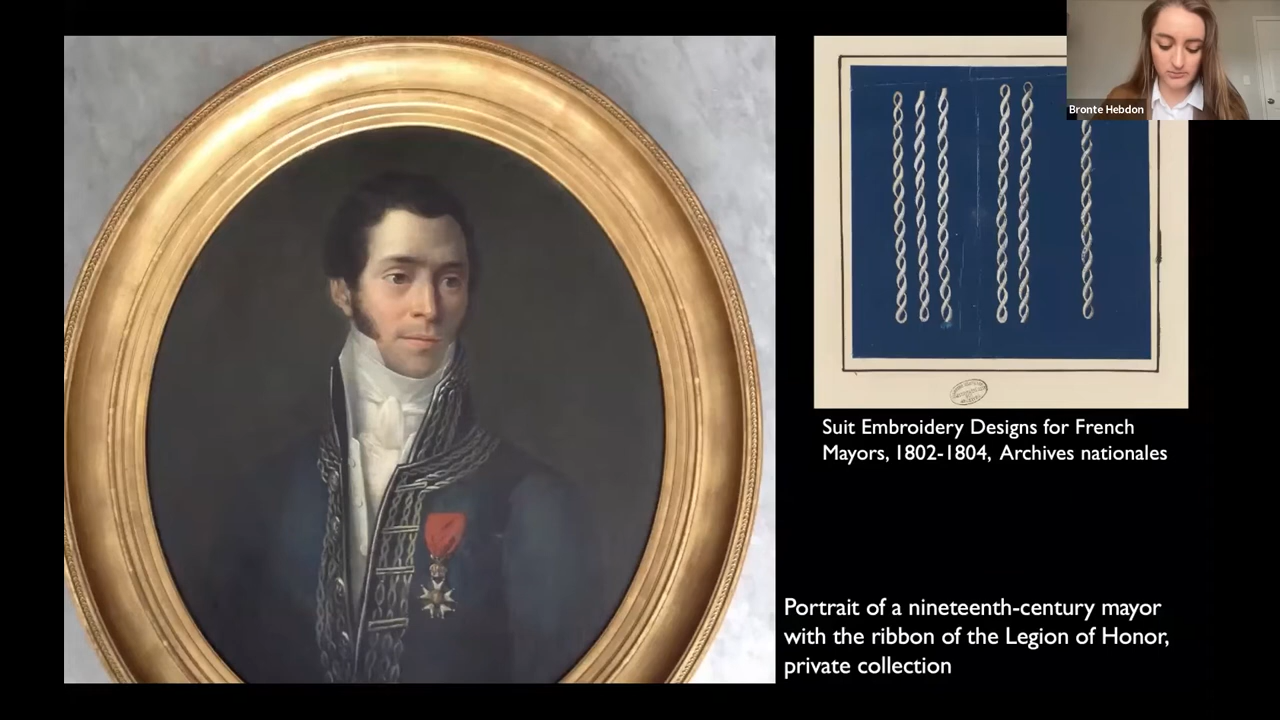 Bronte Hebdon
Suit Embroidery Designs for French
Mayors, 1802-1804, Archives nationales
Portrait of a nineteenth-century mayor
with the ribbon of the Legion of Honor,
private collection